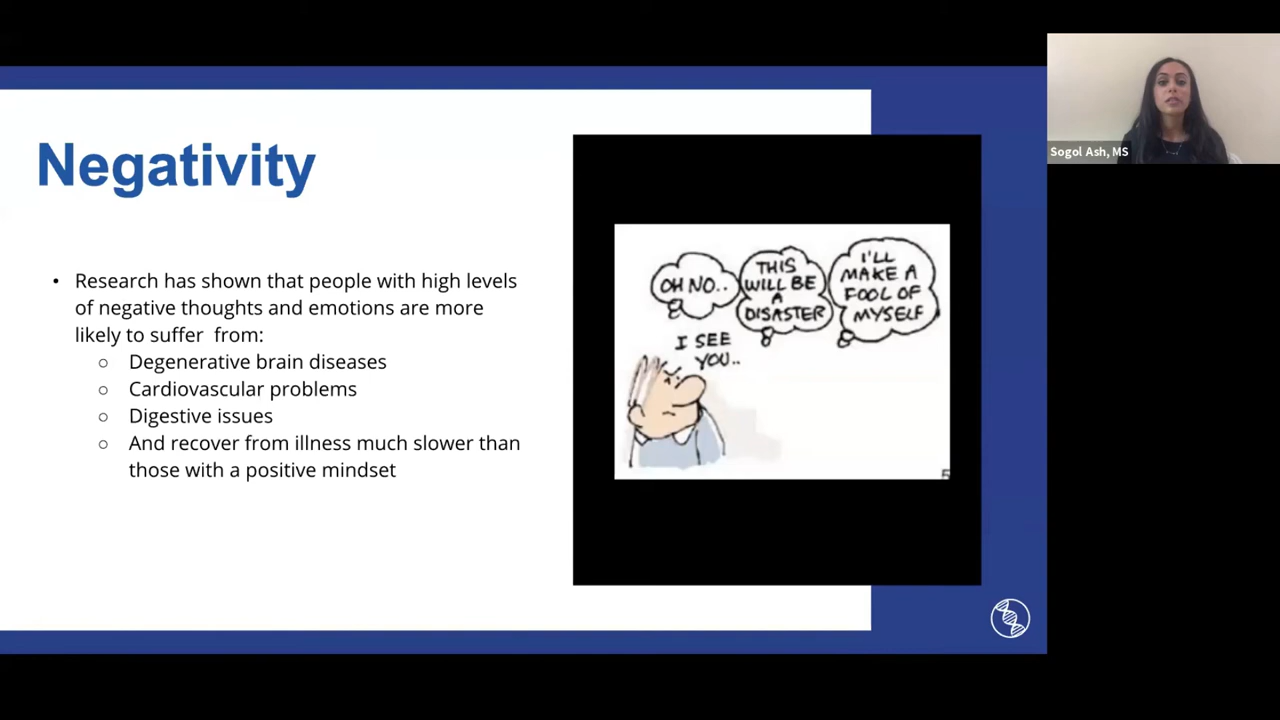 Negativity
• Research has shown that people with high levels
of negative thoughts and emotions are more
likely to suffer from:
○ Degenerative brain diseases
○ Cardiovascular problems
○ Digestive issues
○ And recover from illness much slower than
those with a positive mindset
OH NO..
THIS
WILL BE
A
DISASTER
I'LL
MAKE A
FOOL OF
MYSELF
I SEE
YOU..
Sogol Ash, MS